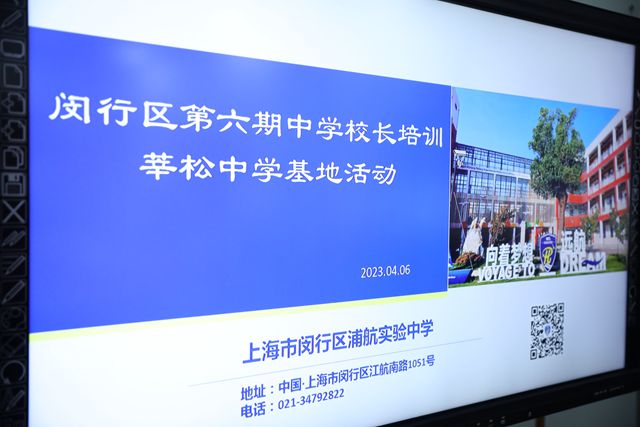 闵行区第六期中学校长培训
莘松中学基地活动
2023.04.06
向着梦想 远航
VOYAGE TO DREAM
上海市闵行区浦航实验中学
地址：中国·上海市闵行区江航南路1051号
电话：021-34792822